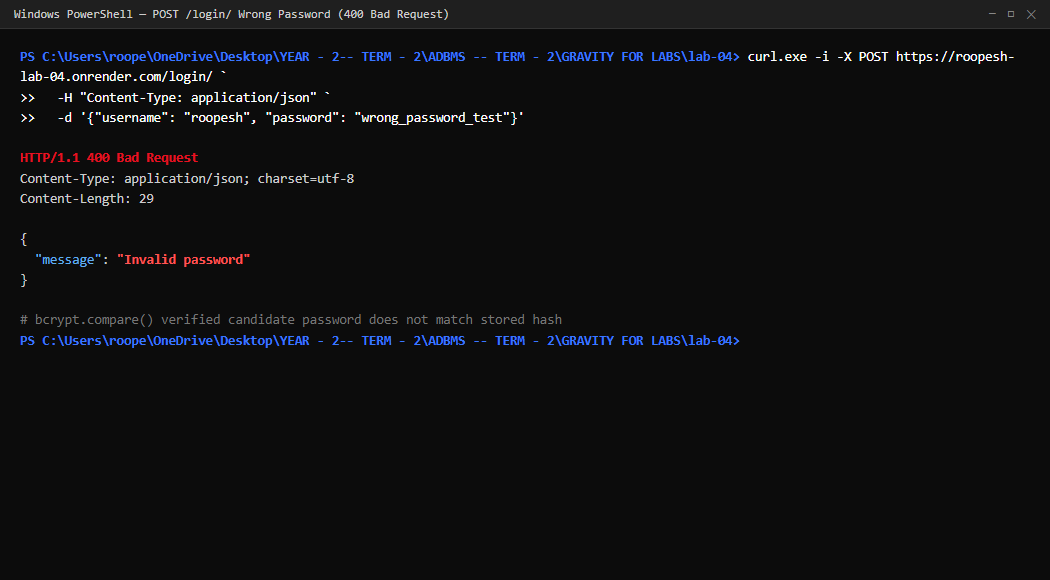 Windows PowerShell — POST /login/ Wrong Password (400 Bad Request)
PS C:\Users\roope\OneDrive\Desktop\YEAR - 2-- TERM - 2\ADBMS -- TERM - 2\GRAVITY FOR LABS\lab-04> curl.exe -i -X POST https://roopesh-
lab-04.onrender.com/login/ `
>>   -H "Content-Type: application/json" `
>>   -d '{"username": "roopesh", "password": "wrong_password_test"}'
HTTP/1.1 400 Bad Request
Content-Type: application/json; charset=utf-8
Content-Length: 29
{
  "message": "Invalid password"
}
# bcrypt.compare() verified candidate password does not match stored hash
PS C:\Users\roope\OneDrive\Desktop\YEAR - 2-- TERM - 2\ADBMS -- TERM - 2\GRAVITY FOR LABS\lab-04>